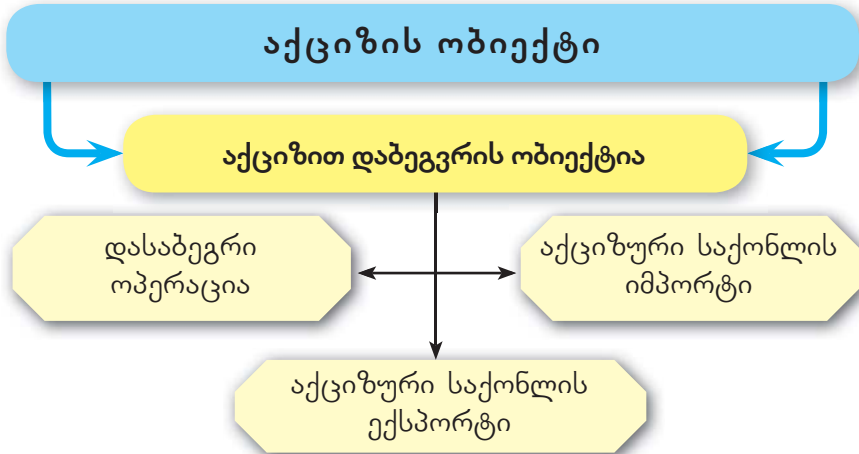 აქციზის ობიექტი
აქციზით დაბეგვრის ობიექტია
დასაბეგრი
ოპერაცია
აქციზური საქონლის
იმპორტი
აქციზური საქონლის
ექსპორტი